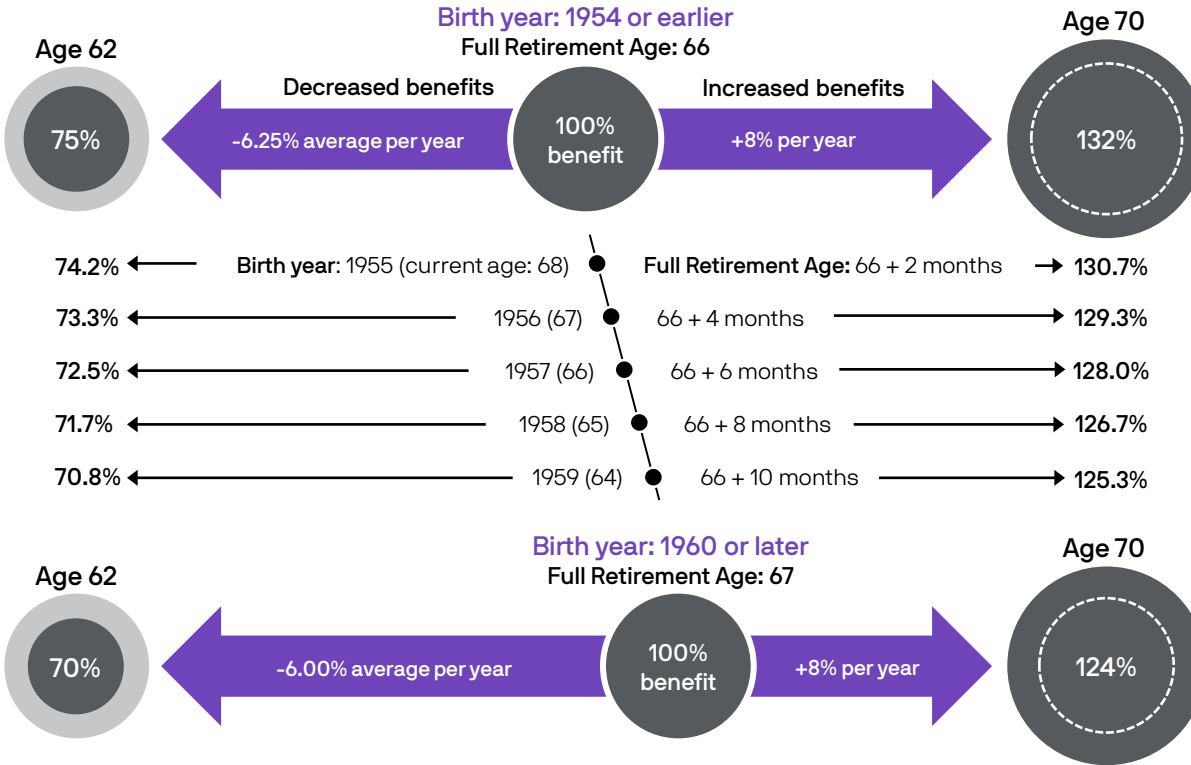 Birth year: 1954 or earlier
Age 62
Full Retirement Age: 66
Age 70
Decreased benefits
Increased benefits
75%
-6.25% average per year
100%
benefit
+8% per year
132%
74.2%
Birth year: 1955 (current age: 68)
Full Retirement Age: 66 + 2 months
130.7%
73.3%
1956 (67)
66 + 4 months
129.3%
72.5%
1957 (66)
66 + 6 months
128.0%
71.7%
1958 (65)
66 + 8 months
126.7%
70.8%
1959 (64)
66 + 10 months
125.3%
Birth year: 1960 or later
Age 62
Full Retirement Age: 67
Age 70
70%
-6.00% average per year
100%
benefit
+8% per year
124%